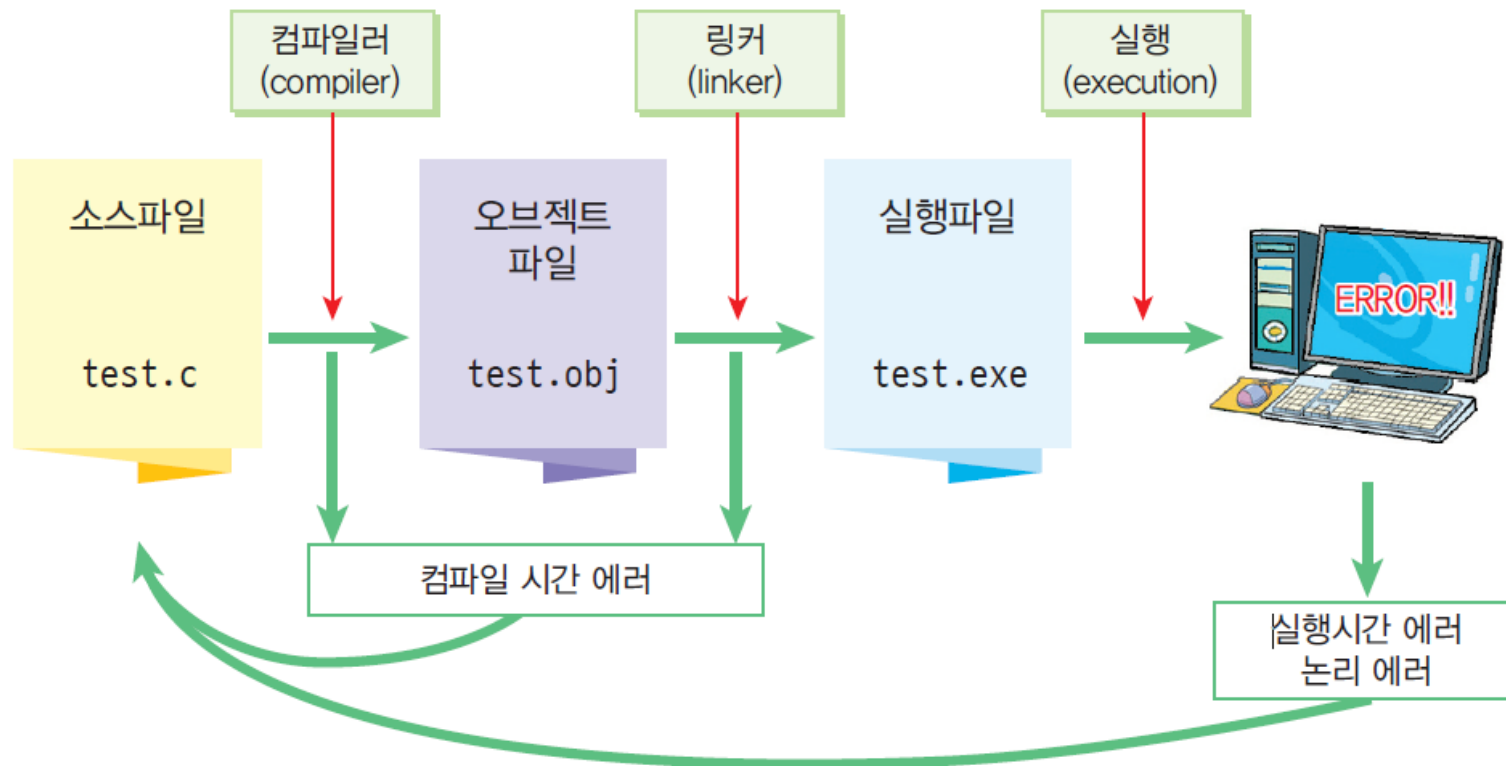 컴파일러
(compiler)
링커
(linker)
실행
(execution)
소스파일
test.c
오브젝트
파일
test.obj
실행파일
test.exe
ERROR!!
컴파일 시간 에러
실행시간 에러
논리 에러